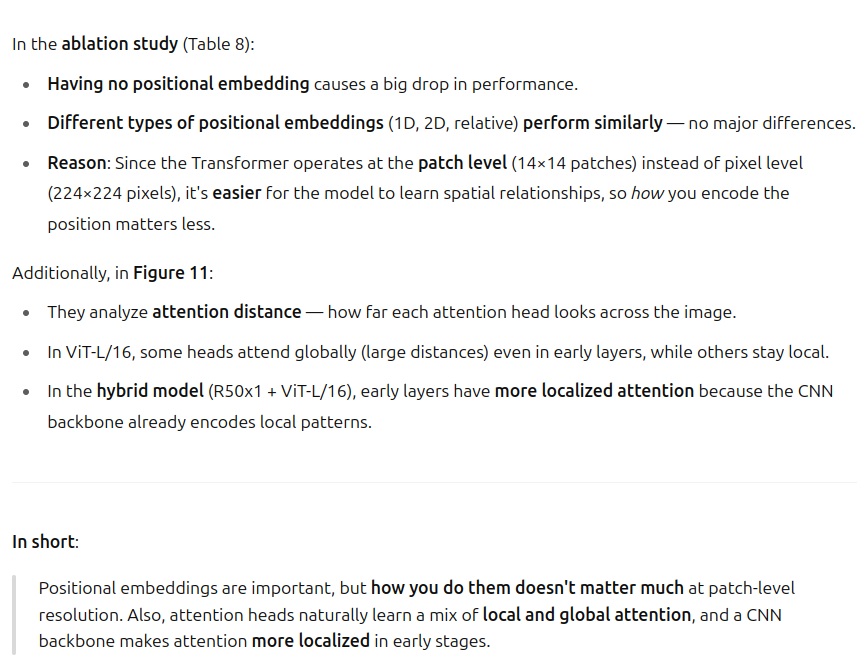 In the ablation study (Table 8):
Having no positional embedding causes a big drop in performance.
Different types of positional embeddings (1D, 2D, relative) perform similarly — no major differences.
Reason: Since the Transformer operates at the patch level (14×14 patches) instead of pixel level
(224×224 pixels), it's easier for the model to learn spatial relationships, so how you encode the
position matters less.
Additionally, in Figure 11:
They analyze attention distance — how far each attention head looks across the image.
In ViT-L/16, some heads attend globally (large distances) even in early layers, while others stay local.
In the hybrid model (R50x1 + ViT-L/16), early layers have more localized attention because the CNN
backbone already encodes local patterns.
In short:
Positional embeddings are important, but how you do them doesn't matter much at patch-level
resolution. Also, attention heads naturally learn a mix of local and global attention, and a CNN
backbone makes attention more localized in early stages.